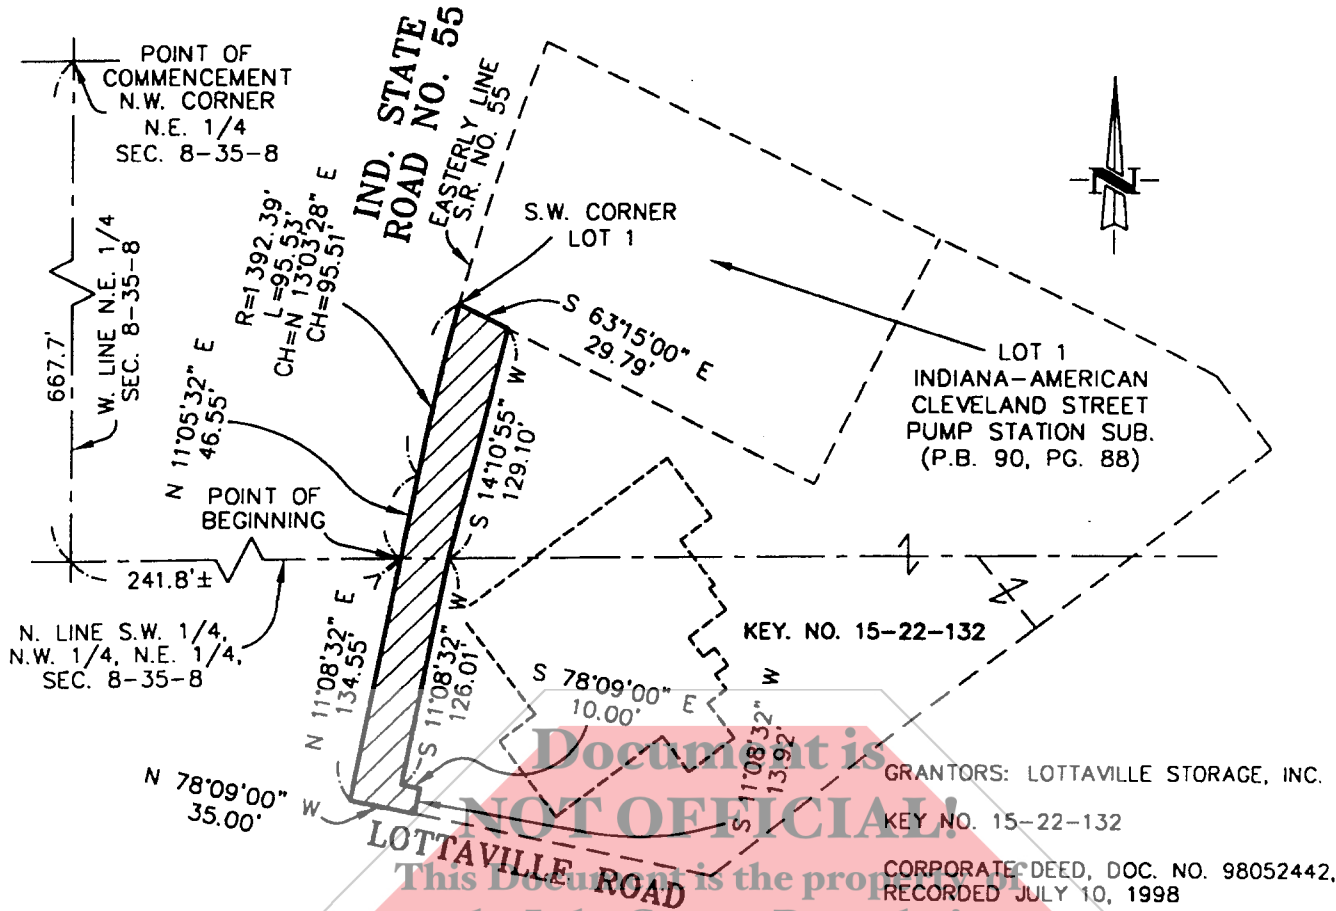 POINT OF
COMMENCEMENT
N.W. CORNER
N.E. 1/4
SEC. 8-35-8
667.7'
W. LINE N.E. 1/4
SEC. 8-35-8
IND. STATE
ROAD NO. 55
EASTERLY LINE
S.R. NO. 55
R=1392.39'
L=95.53'
CH=N 13°03'28" E
CH=95.51'
S.W. CORNER
LOT 1
N
S 63°15'00" E
29.79'
LOT 1
INDIANA-AMERICAN
CLEVELAND STREET
PUMP STATION SUB.
(P.B. 90, PG. 88)
N 11°05'32" E
46.55'
S 14°10'55" W
129.10'
POINT OF
BEGINNING
241.8'±
N. LINE S.W. 1/4,
N.W. 1/4, N.E. 1/4,
SEC. 8-35-8
N 11°08'32" E
134.55'
S 11°08'32" W
126.01'
KEY. NO. 15-22-132
S 78°09'00" E
10.00'
S 11°08'32" W
13.92'
N 78°09'00" W
35.00'
LOTTAVILLE ROAD
Document is
NOT OFFICIAL!
This Document is the property of
GRANTORS: LOTTAVILLE STORAGE, INC.
KEY NO. 15-22-132
CORPORATE DEED, DOC. NO. 98052442,
RECORDED JULY 10, 1998